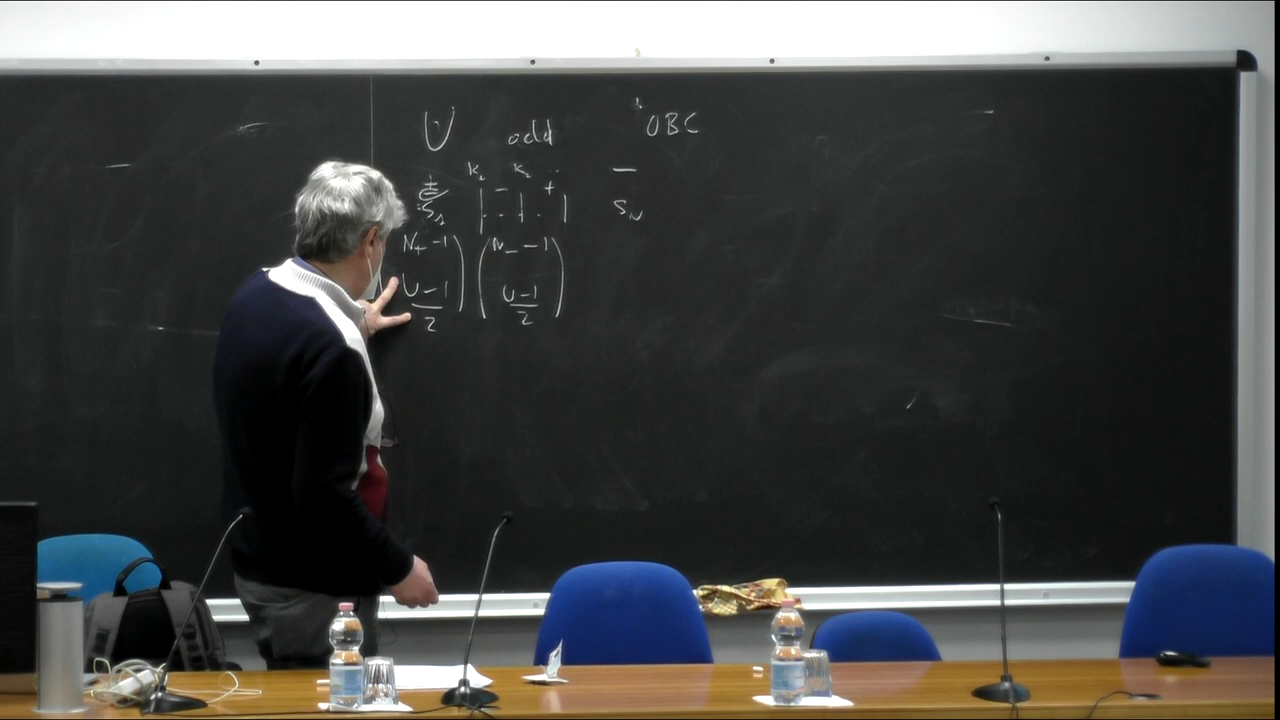 U odd OBC
k₁ k₂
± | – | + | –
S₁ S_N
N₊ -1) (N₋ -1)
U-1 U-1
2 2